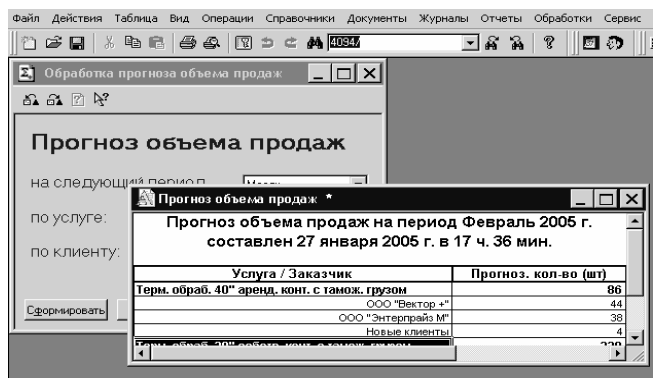 Файл Действия Таблица Вид Операции Справочники Документы Журналы Отчеты Обработки Сервис
40947
Обработка прогноза объема продаж
Прогноз объема продаж
на следующий период
по услуге:
по клиенту:
Сформировать
Прогноз объема продаж *
Прогноз объема продаж на период Февраль 2005 г.
составлен 27 января 2005 г. в 17 ч. 36 мин.
Услуга / Заказчик Прогноз. кол-во (шт)
Терм. обраб. 40" аренд. конт. с тамож. грузом 86
ООО "Вектор +" 44
ООО "Энтерпрайз М" 38
Новые клиенты 4